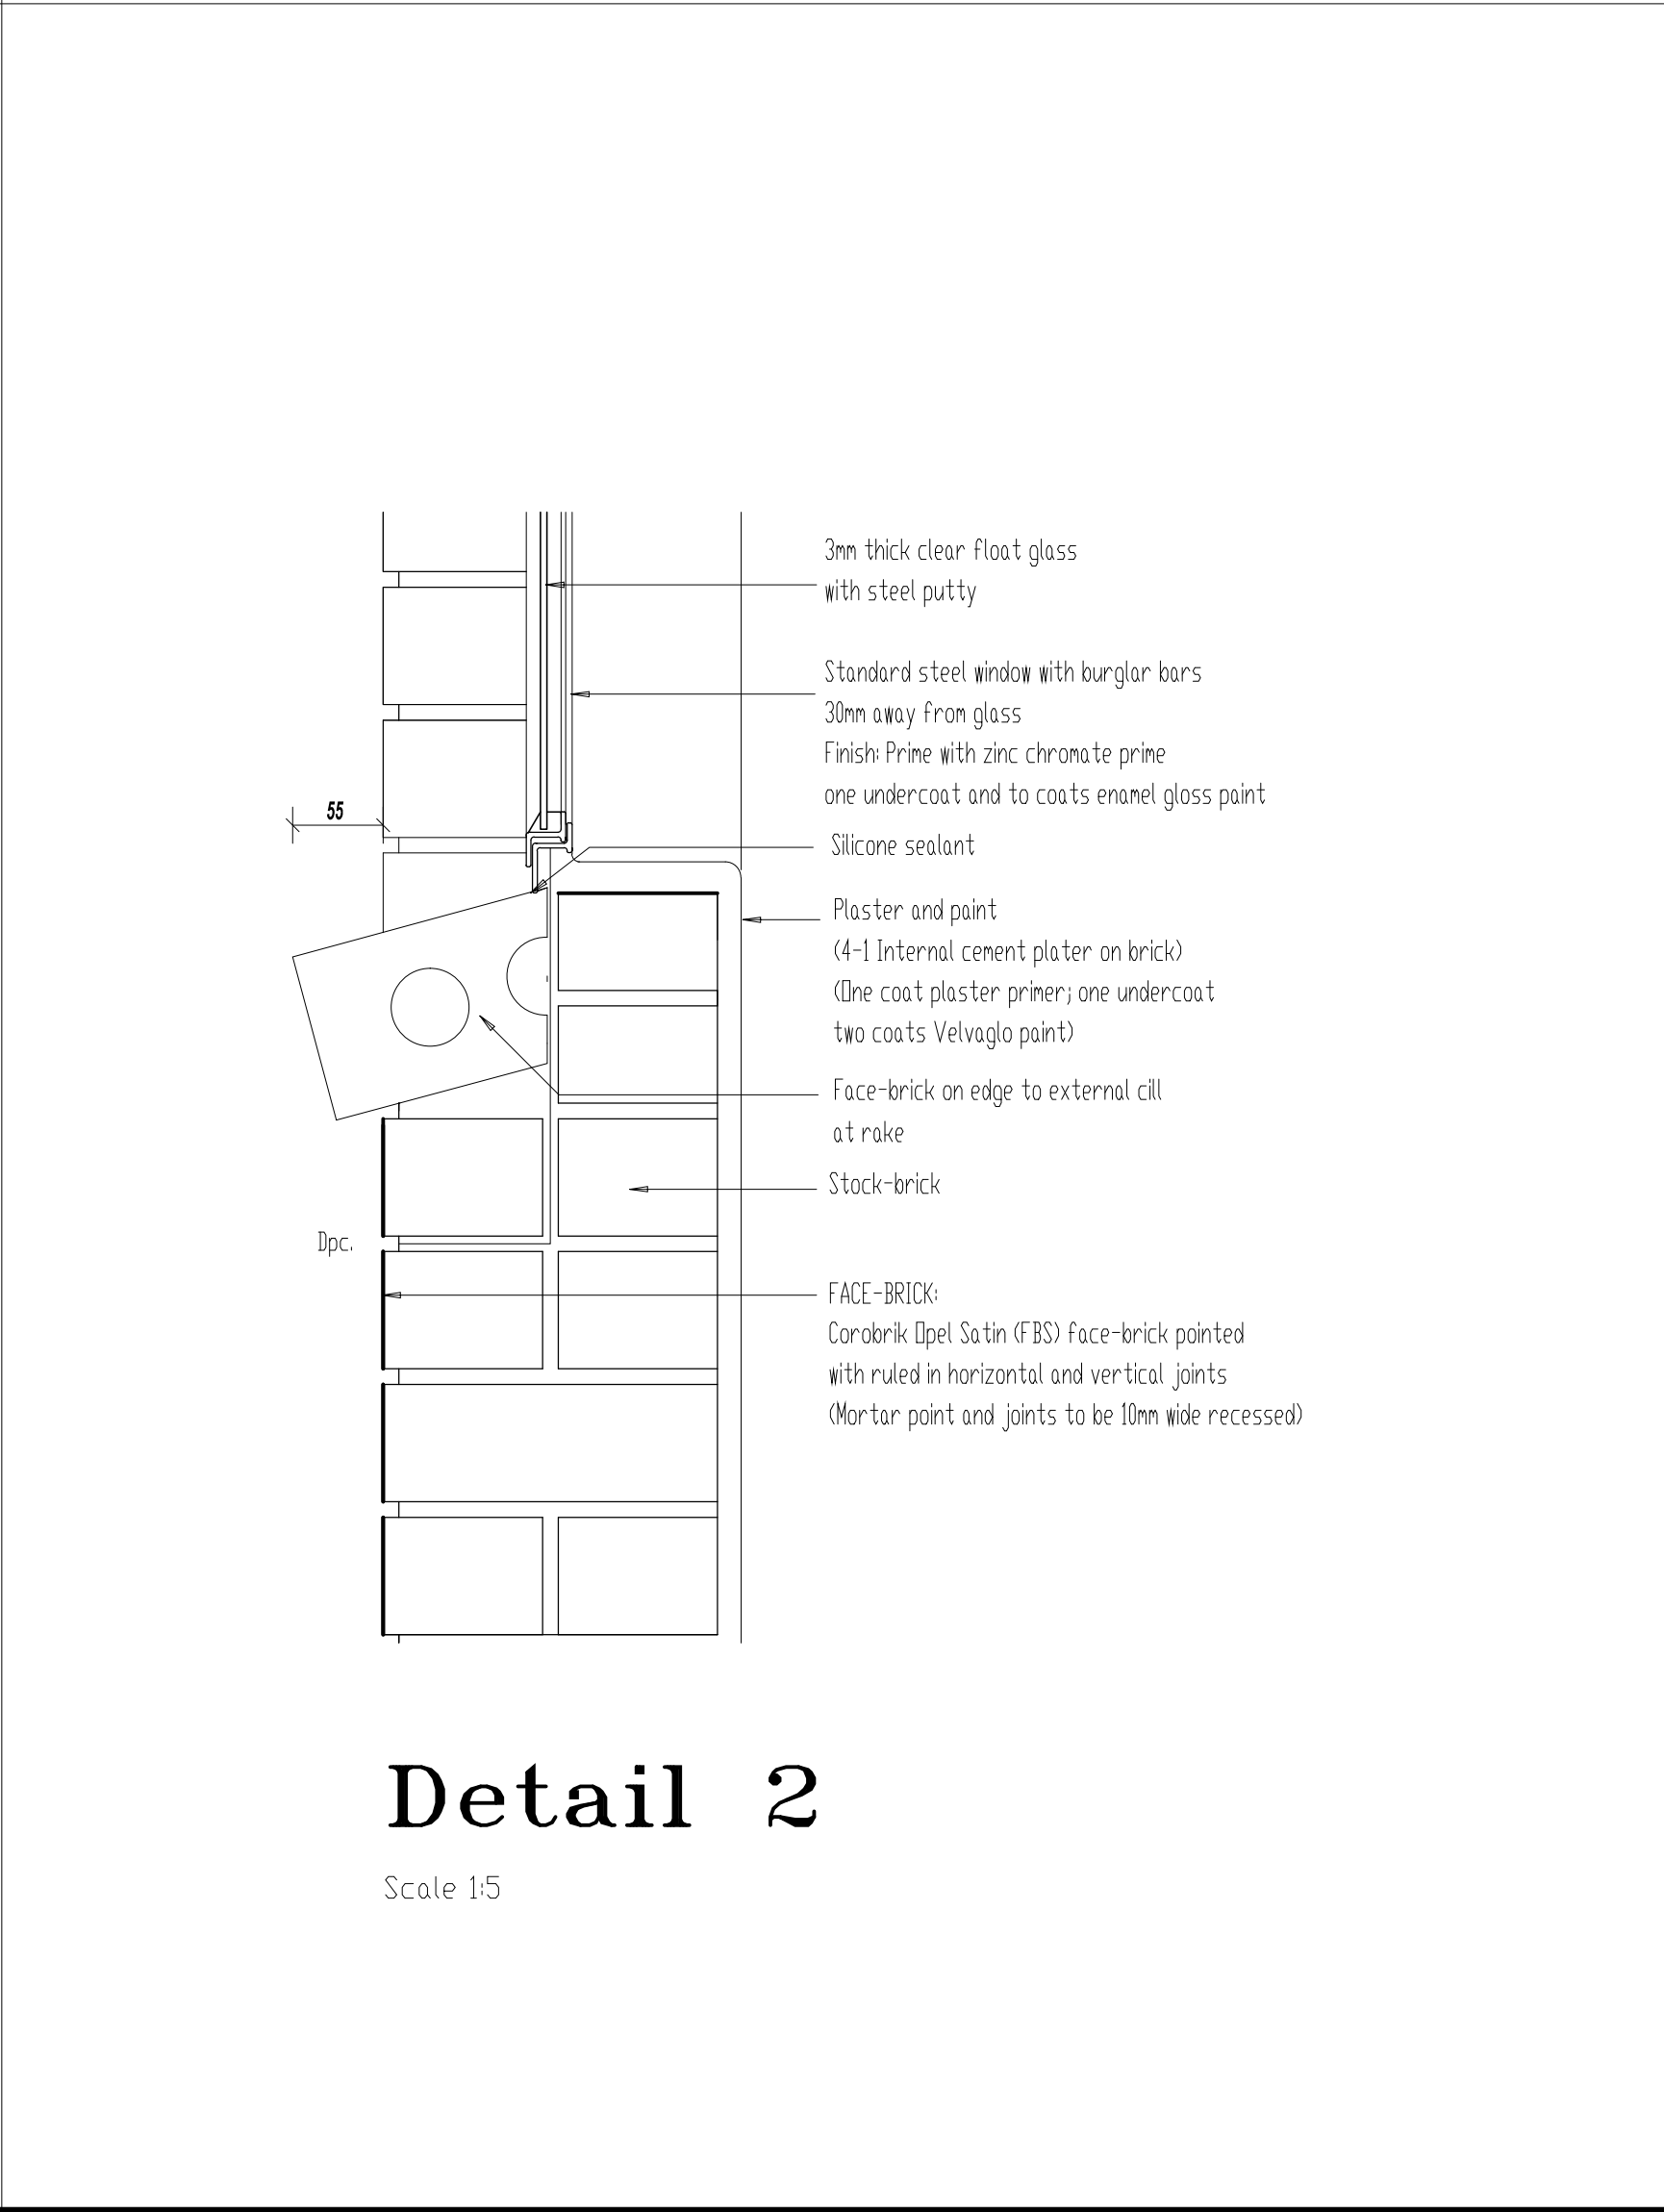 3mm thick clear float glass
with steel putty
Standard steel window with burglar bars
30mm away from glass
Finish: Prime with zinc chromate prime
one undercoat and to coats enamel gloss paint
55
Silicone sealant
Plaster and paint
(4-1 Internal cement plater on brick)
(One coat plaster primer; one undercoat
two coats Velvaglo paint)
Face-brick on edge to external cill
at rake
Stock-brick
Dpc.
FACE-BRICK:
Corobrik Opel Satin (FBS) face-brick pointed
with ruled in horizontal and vertical joints
(Mortar point and joints to be 10mm wide recessed)
Detail 2
Scale 1:5